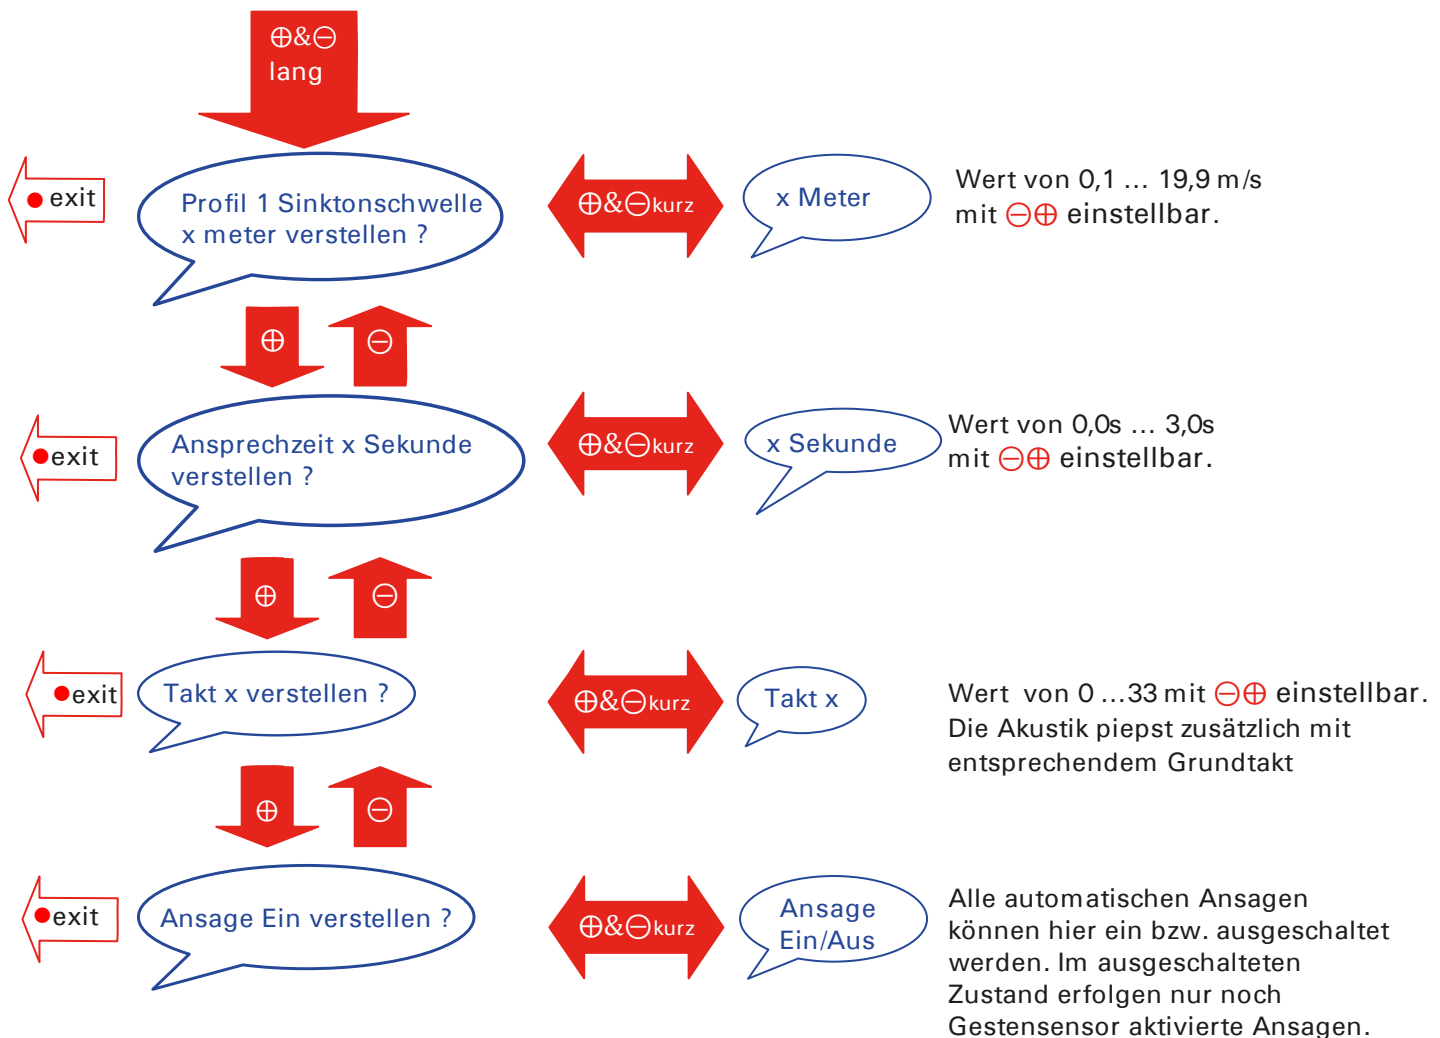 ⊕&⊖
lang
exit
Profil 1 Sinktonschwelle
x meter verstellen ?
⊕&⊖kurz
x Meter
Wert von 0,1 ... 19,9 m/s
mit ⊖⊕ einstellbar.
⊕
⊖
exit
Ansprechzeit x Sekunde
verstellen ?
⊕&⊖kurz
x Sekunde
Wert von 0,0s ... 3,0s
mit ⊖⊕ einstellbar.
⊕
⊖
exit
Takt x verstellen ?
⊕&⊖kurz
Takt x
Wert von 0 ...33 mit ⊖⊕ einstellbar.
Die Akustik piepst zusätzlich mit
entsprechendem Grundtakt
⊕
⊖
exit
Ansage Ein verstellen ?
⊕&⊖kurz
Ansage
Ein/Aus
Alle automatischen Ansagen
können hier ein bzw. ausgeschaltet
werden. Im ausgeschalteten
Zustand erfolgen nur noch
Gestensensor aktivierte Ansagen.